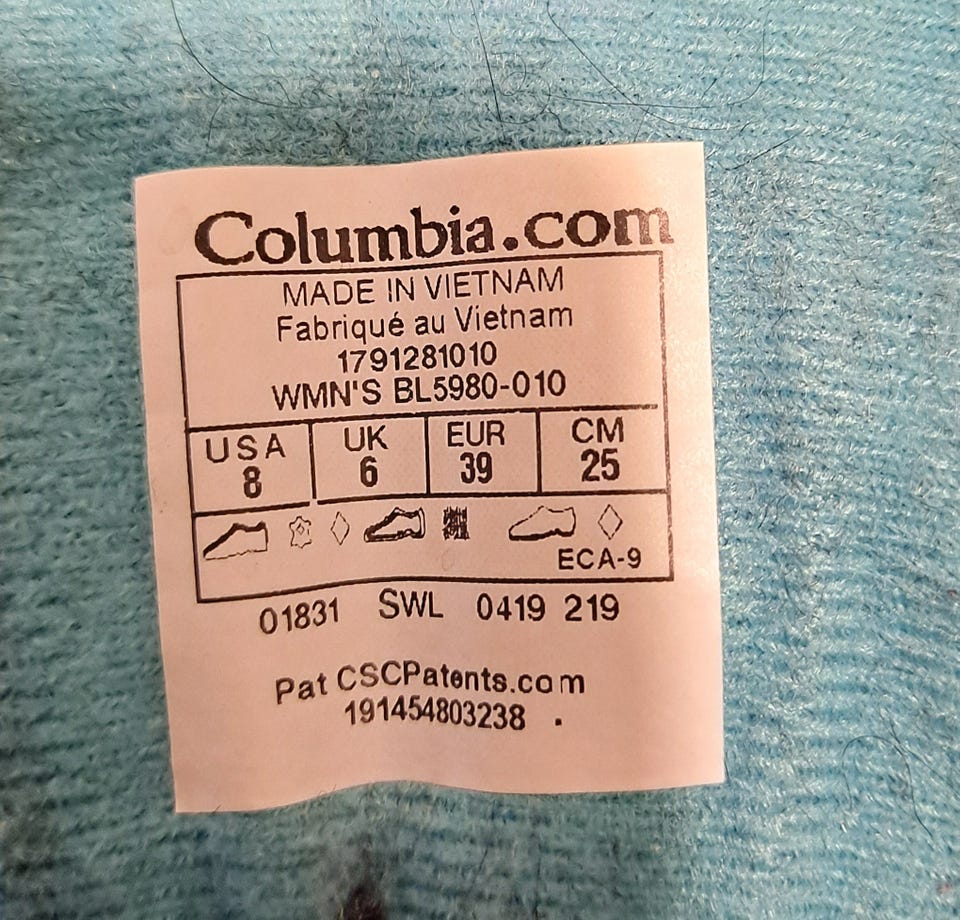 Columbia.com
MADE IN VIETNAM
Fabriqué au Vietnam
1791281010
WMN'S BL5980-010
USA UK EUR CM
8 6 39 25
ECA-9
01831 SWL 0419 219
Pat CSCPatents.com
191454803238 .